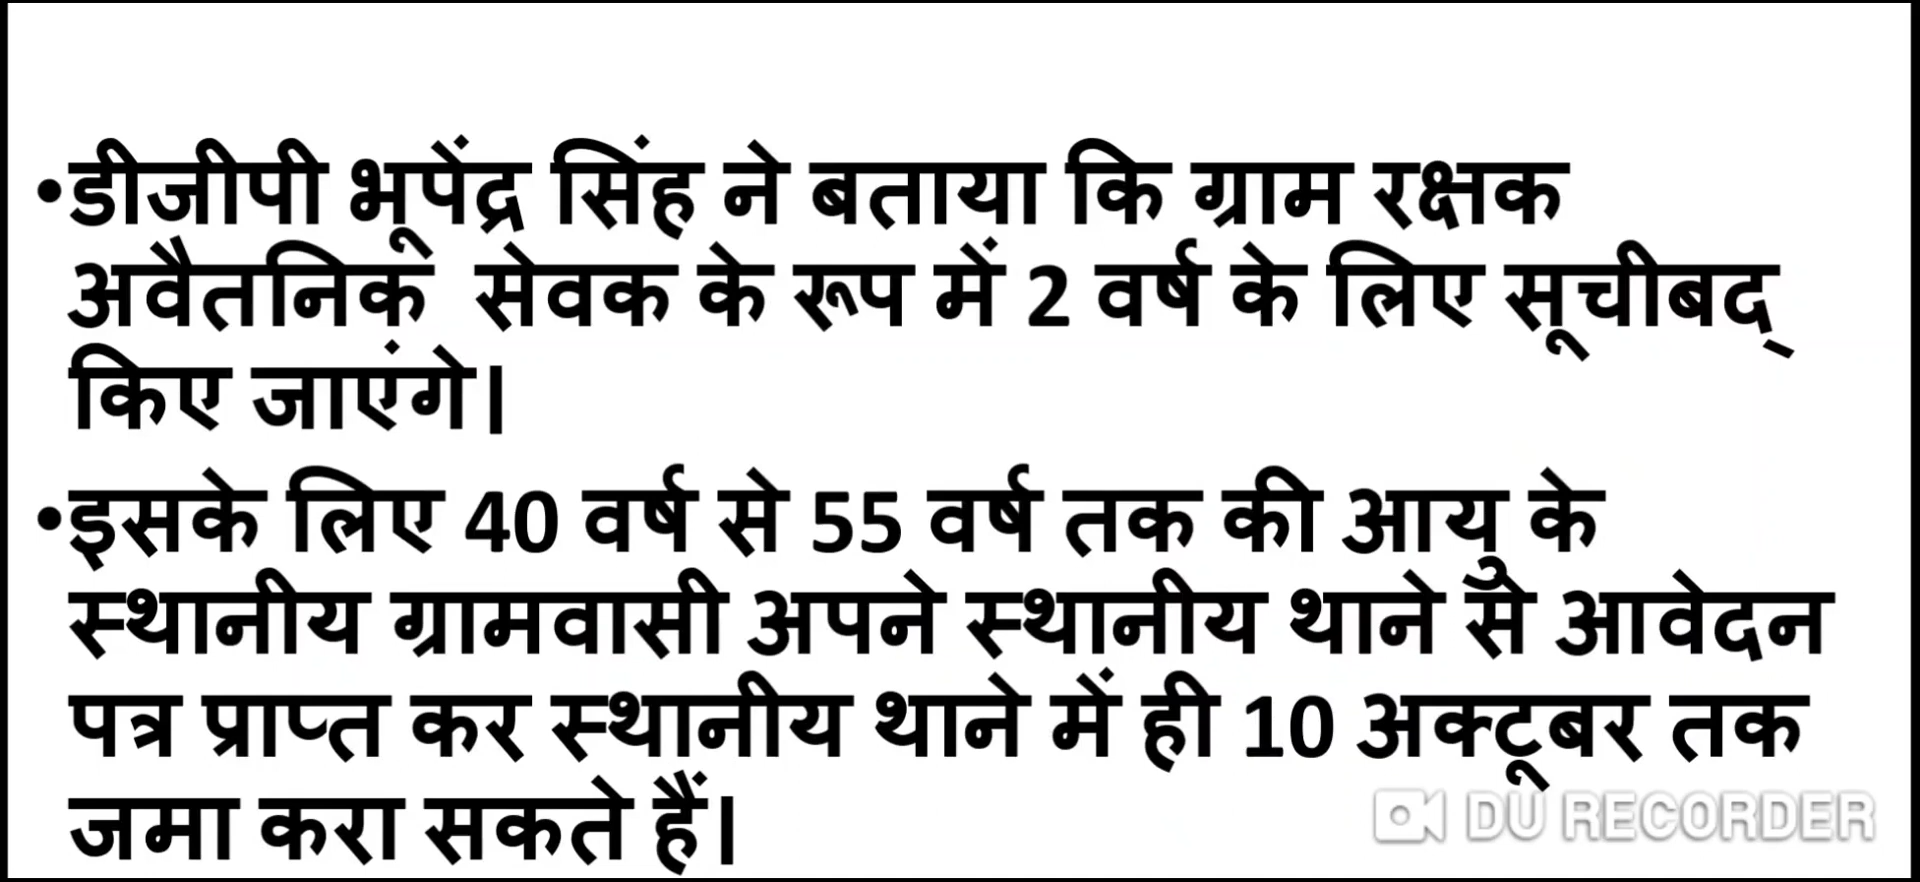 •डीजीपी भूपेंद्र सिंह ने बताया कि ग्राम रक्षक
अवैतनिक सेवक के रूप में 2 वर्ष के लिए सूचीबद्
किए जाएंगे।
•इसके लिए 40 वर्ष से 55 वर्ष तक की आयु के
स्थानीय ग्रामवासी अपने स्थानीय थाने से आवेदन
पत्र प्राप्त कर स्थानीय थाने में ही 10 अक्टूबर तक
जमा करा सकते हैं।
DU RECORDER